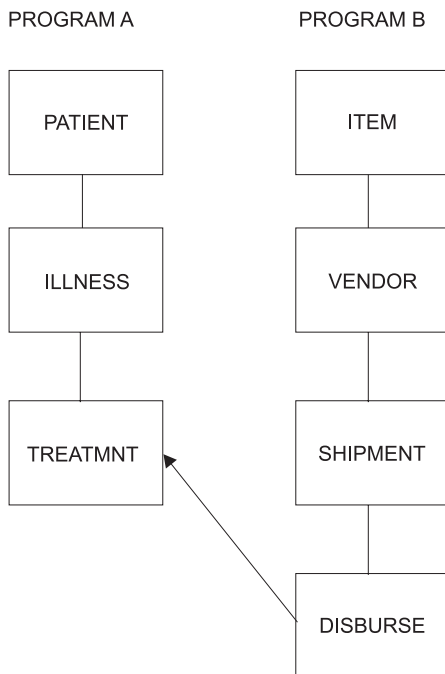 PROGRAM A
PROGRAM B
PATIENT
ITEM
ILLNESS
VENDOR
TREATMNT
SHIPMENT
DISBURSE